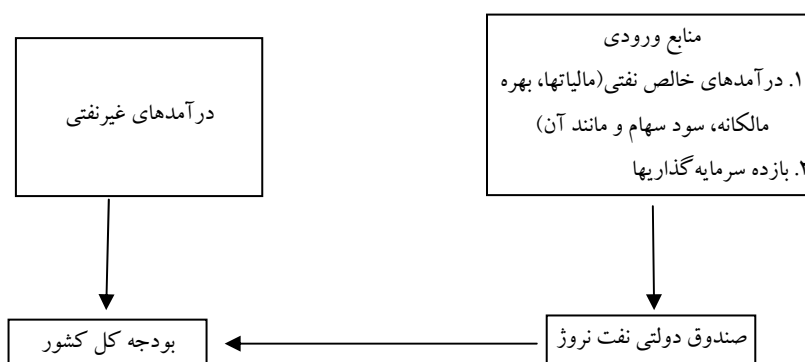 منابع ورودی
۱. درآمدهای خالص نفتی(مالیاتها، بهره
مالکانه، سود سهام و مانند آن)
۲. بازده سرمایه‌گذاریها
درآمدهای غیرنفتی
صندوق دولتی نفت نروژ
بودجه کل کشور